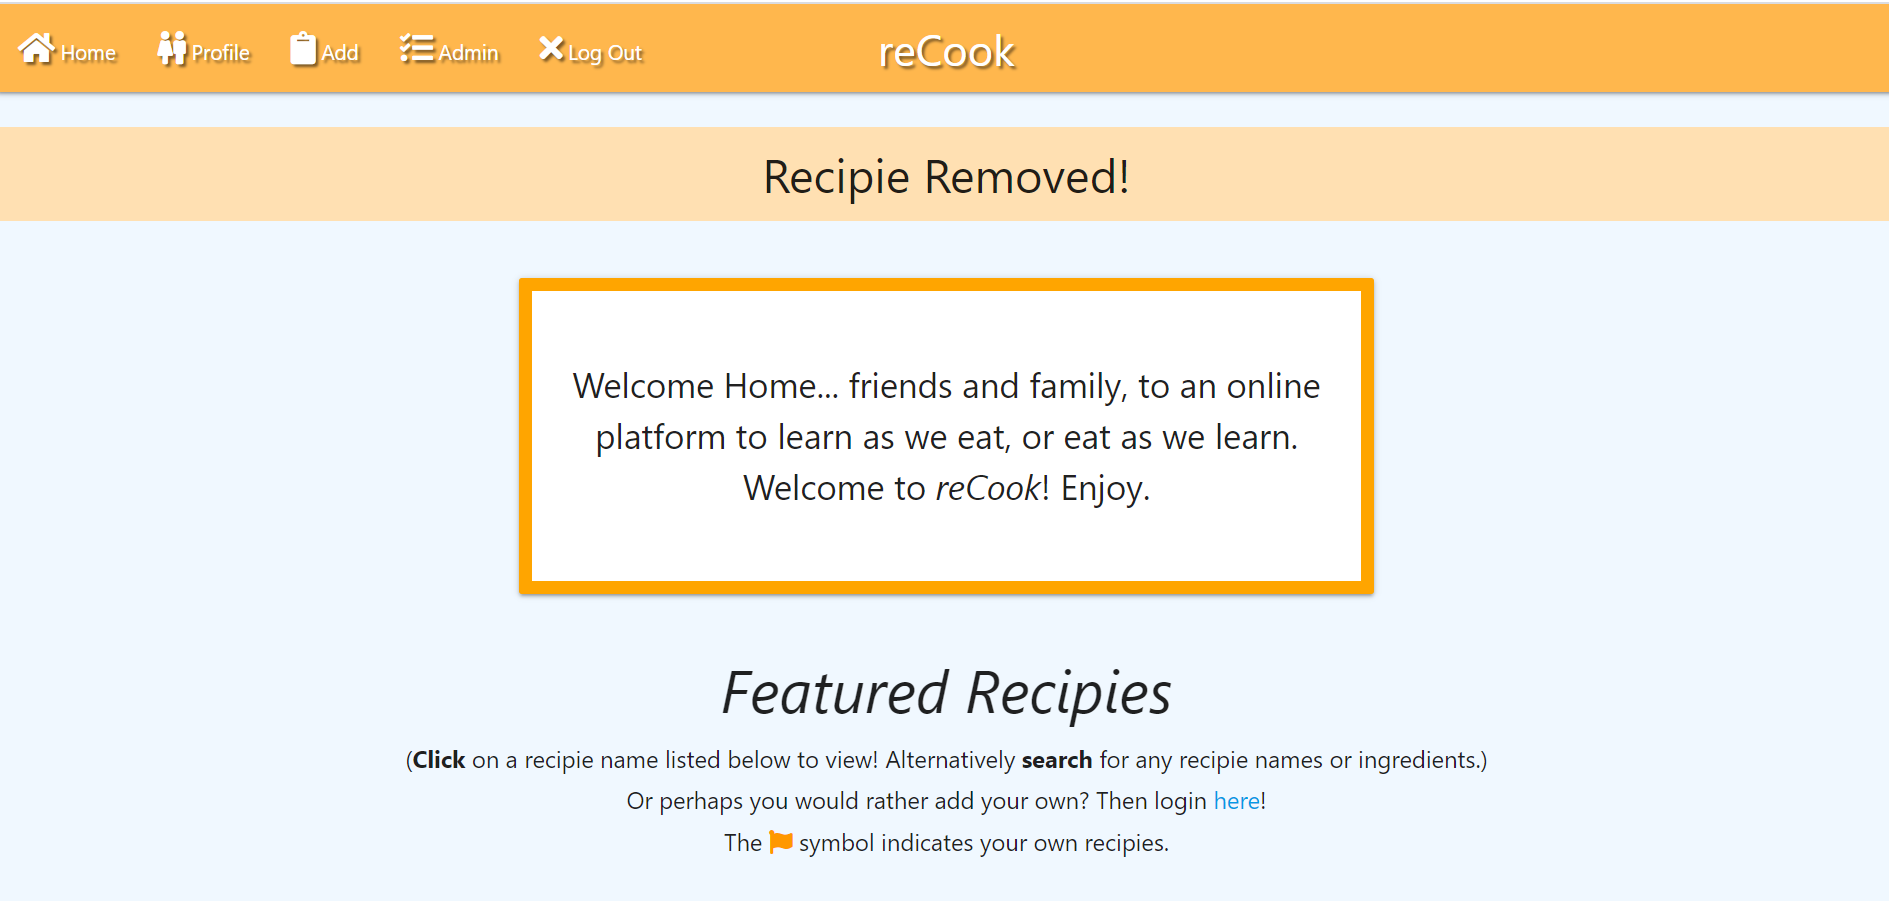 Home Profile Add Admin Log Out reCook
Recipie Removed!
Welcome Home... friends and family, to an online
platform to learn as we eat, or eat as we learn.
Welcome to reCook! Enjoy.
Featured Recipies
(Click on a recipie name listed below to view! Alternatively search for any recipie names or ingredients.)
Or perhaps you would rather add your own? Then login here!
The symbol indicates your own recipies.